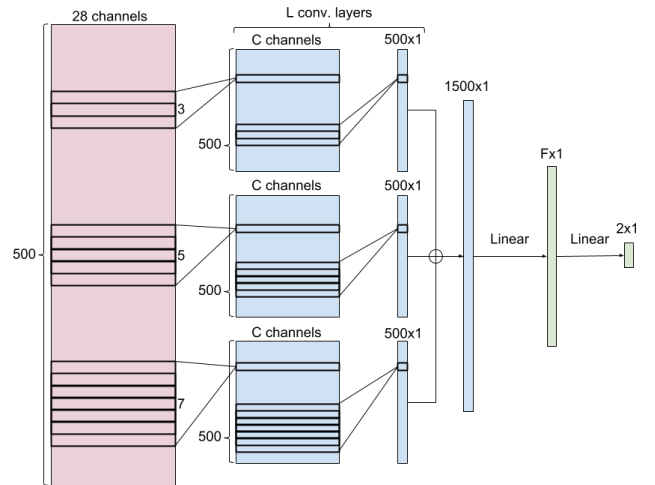 28 channels
L conv. layers
C channels
500x1
3
500
1500x1
Fx1
C channels
500x1
2x1
500
5
Linear
Linear
500
C channels
500x1
7
500